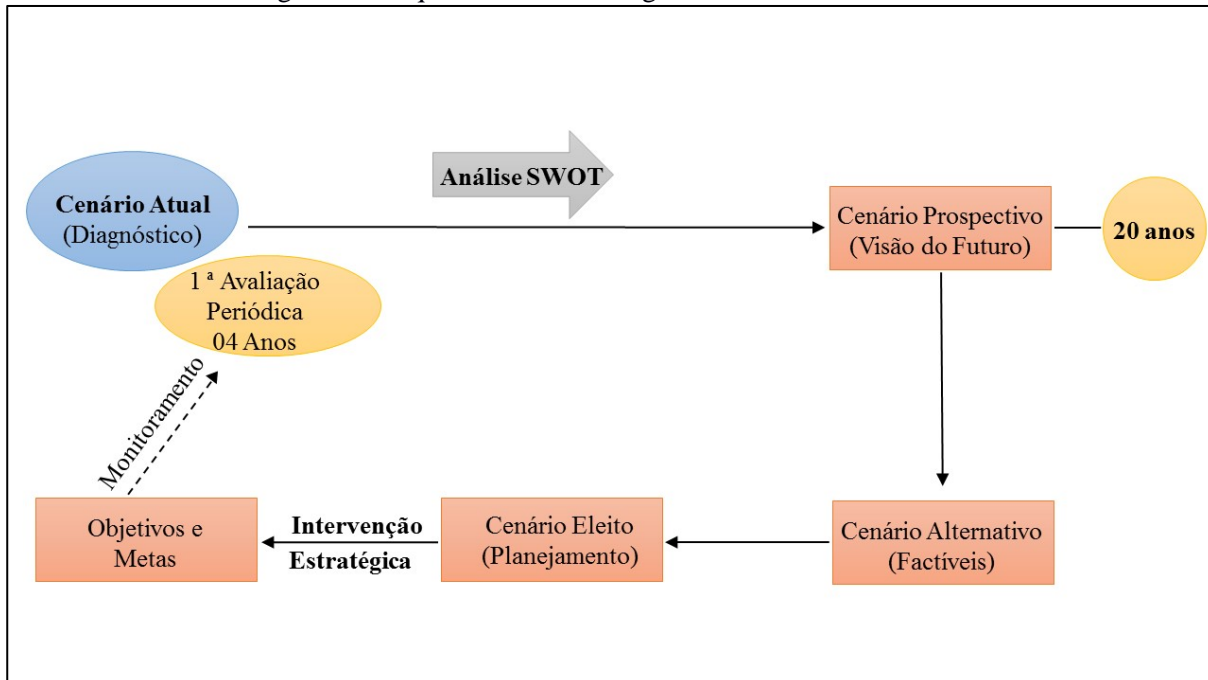 Análise SWOT
Cenário Atual
(Diagnóstico)
Cenário Prospectivo
(Visão do Futuro)
20 anos
1 ª Avaliação
Periódica
04 Anos
Monitoramento
Objetivos e
Metas
Intervenção
Estratégica
Cenário Eleito
(Planejamento)
Cenário Alternativo
(Factíveis)